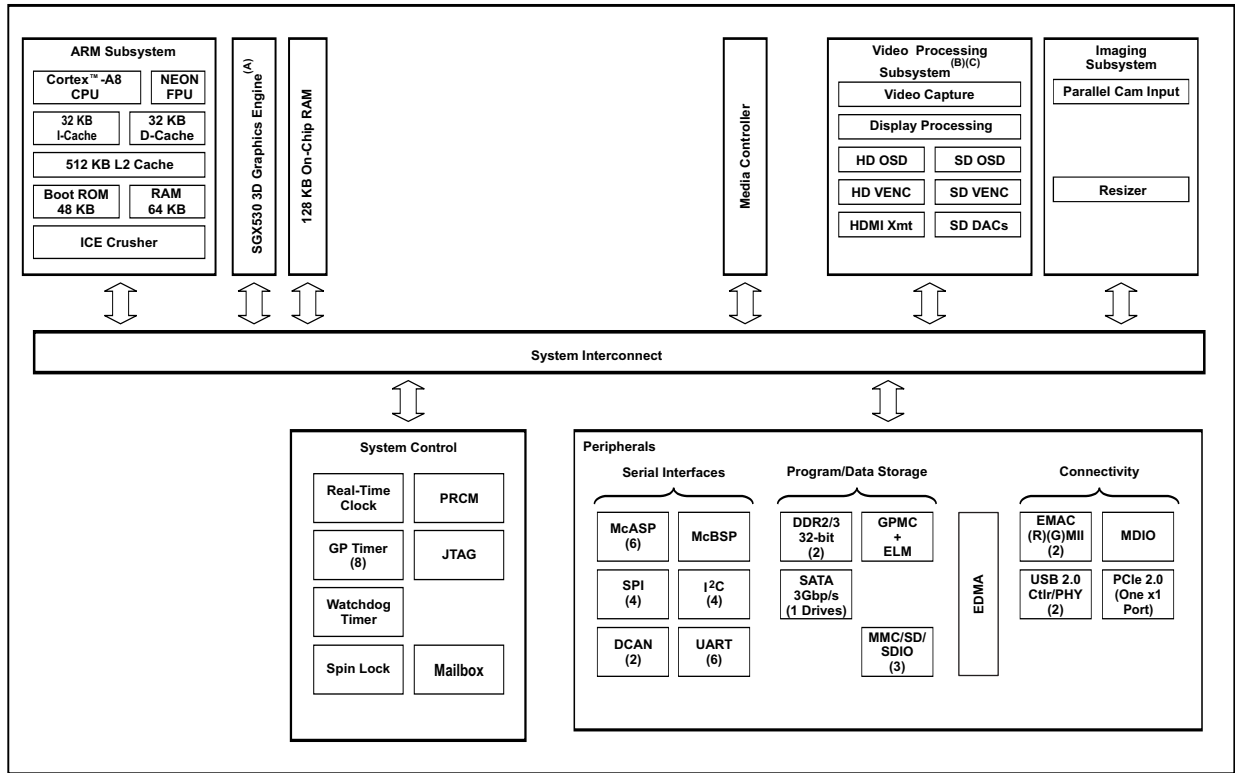 ARM Subsystem
Cortex™-A8
CPU
NEON
FPU
32 KB
I-Cache
32 KB
D-Cache
512 KB L2 Cache
Boot ROM
48 KB
RAM
64 KB
ICE Crusher
SGX530 3D Graphics Engine(A)
128 KB On-Chip RAM
Media Controller
Video Processing
Subsystem(B)(C)
Video Capture
Display Processing
HD OSD
SD OSD
HD VENC
SD VENC
HDMI Xmt
SD DACs
Imaging
Subsystem
Parallel Cam Input
Resizer
System Interconnect
System Control
Real-Time
Clock
PRCM
GP Timer
(8)
JTAG
Watchdog
Timer
Spin Lock
Mailbox
Peripherals
Serial Interfaces
McASP
(6)
McBSP
SPI
(4)
I²C
(4)
DCAN
(2)
UART
(6)
Program/Data Storage
DDR2/3
32-bit
(2)
GPMC
+
ELM
SATA
3Gbp/s
(1 Drives)
MMC/SD/
SDIO
(3)
EDMA
Connectivity
EMAC
(R)(G)MII
(2)
MDIO
USB 2.0
Ctlr/PHY
(2)
PCIe 2.0
(One x1
Port)